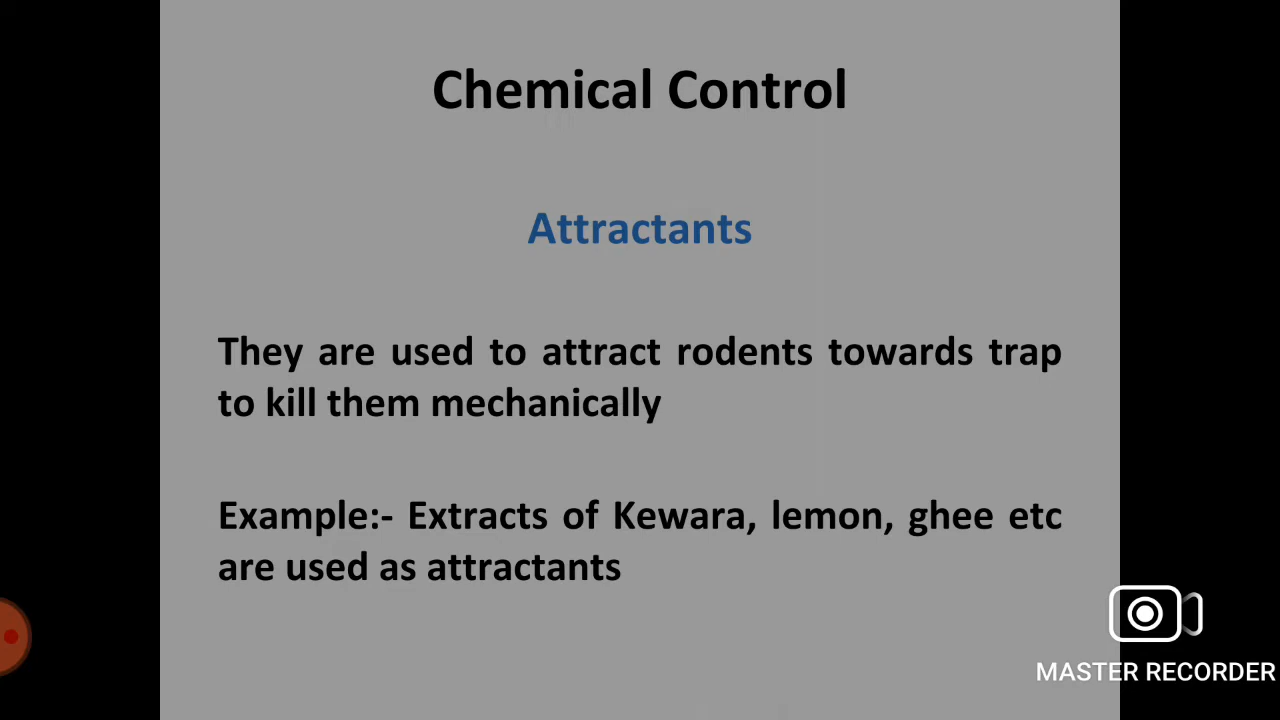 Chemical Control
Attractants
They are used to attract rodents towards trap
to kill them mechanically
Example:- Extracts of Kewara, lemon, ghee etc
are used as attractants
MASTER RECORDER